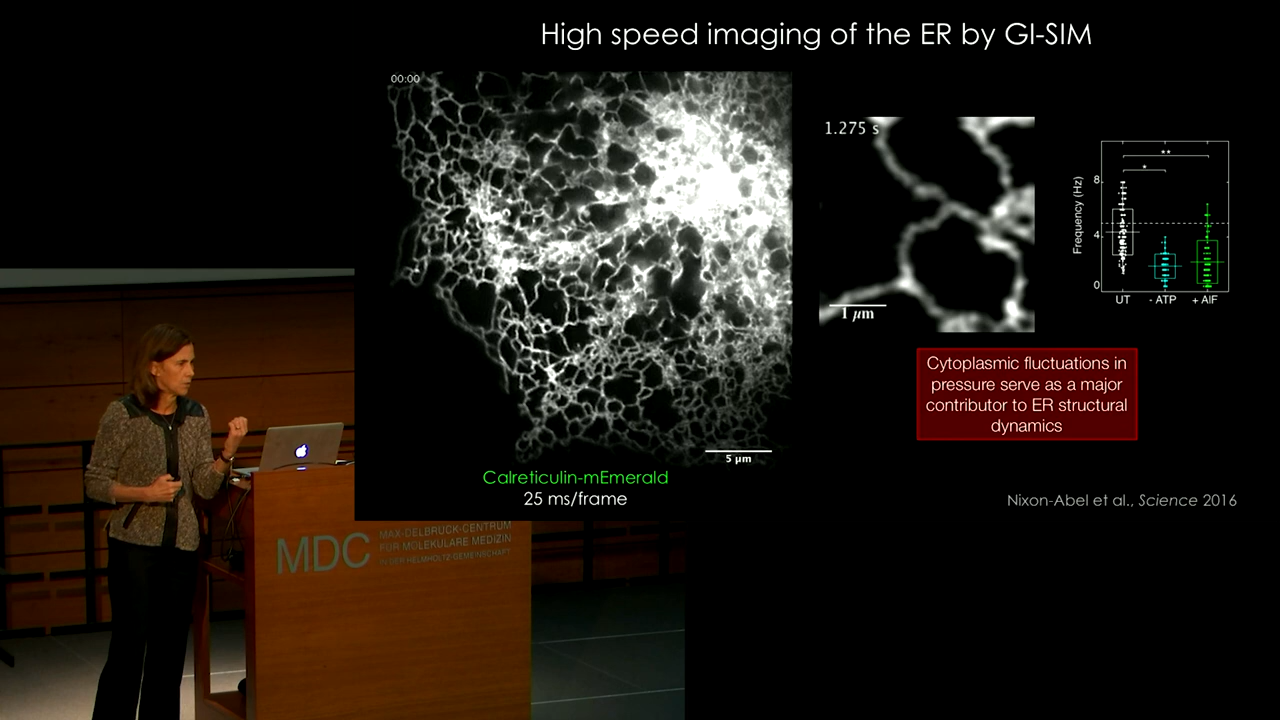 High speed imaging of the ER by GI-SIM
00:00
5 μm
Calreticulin-mEmerald
25 ms/frame
1.275 s
1 μm
Frequency (Hz)
8
4
0
**
*
UT
- ATP
+ AlF
Cytoplasmic fluctuations in
pressure serve as a major
contributor to ER structural
dynamics
Nixon-Abel et al., Science 2016
MDC
MAX-DELBRÜCK-CENTRUM
FÜR MOLEKULARE MEDIZIN
IN DER HELMHOLTZ-GEMEINSCHAFT